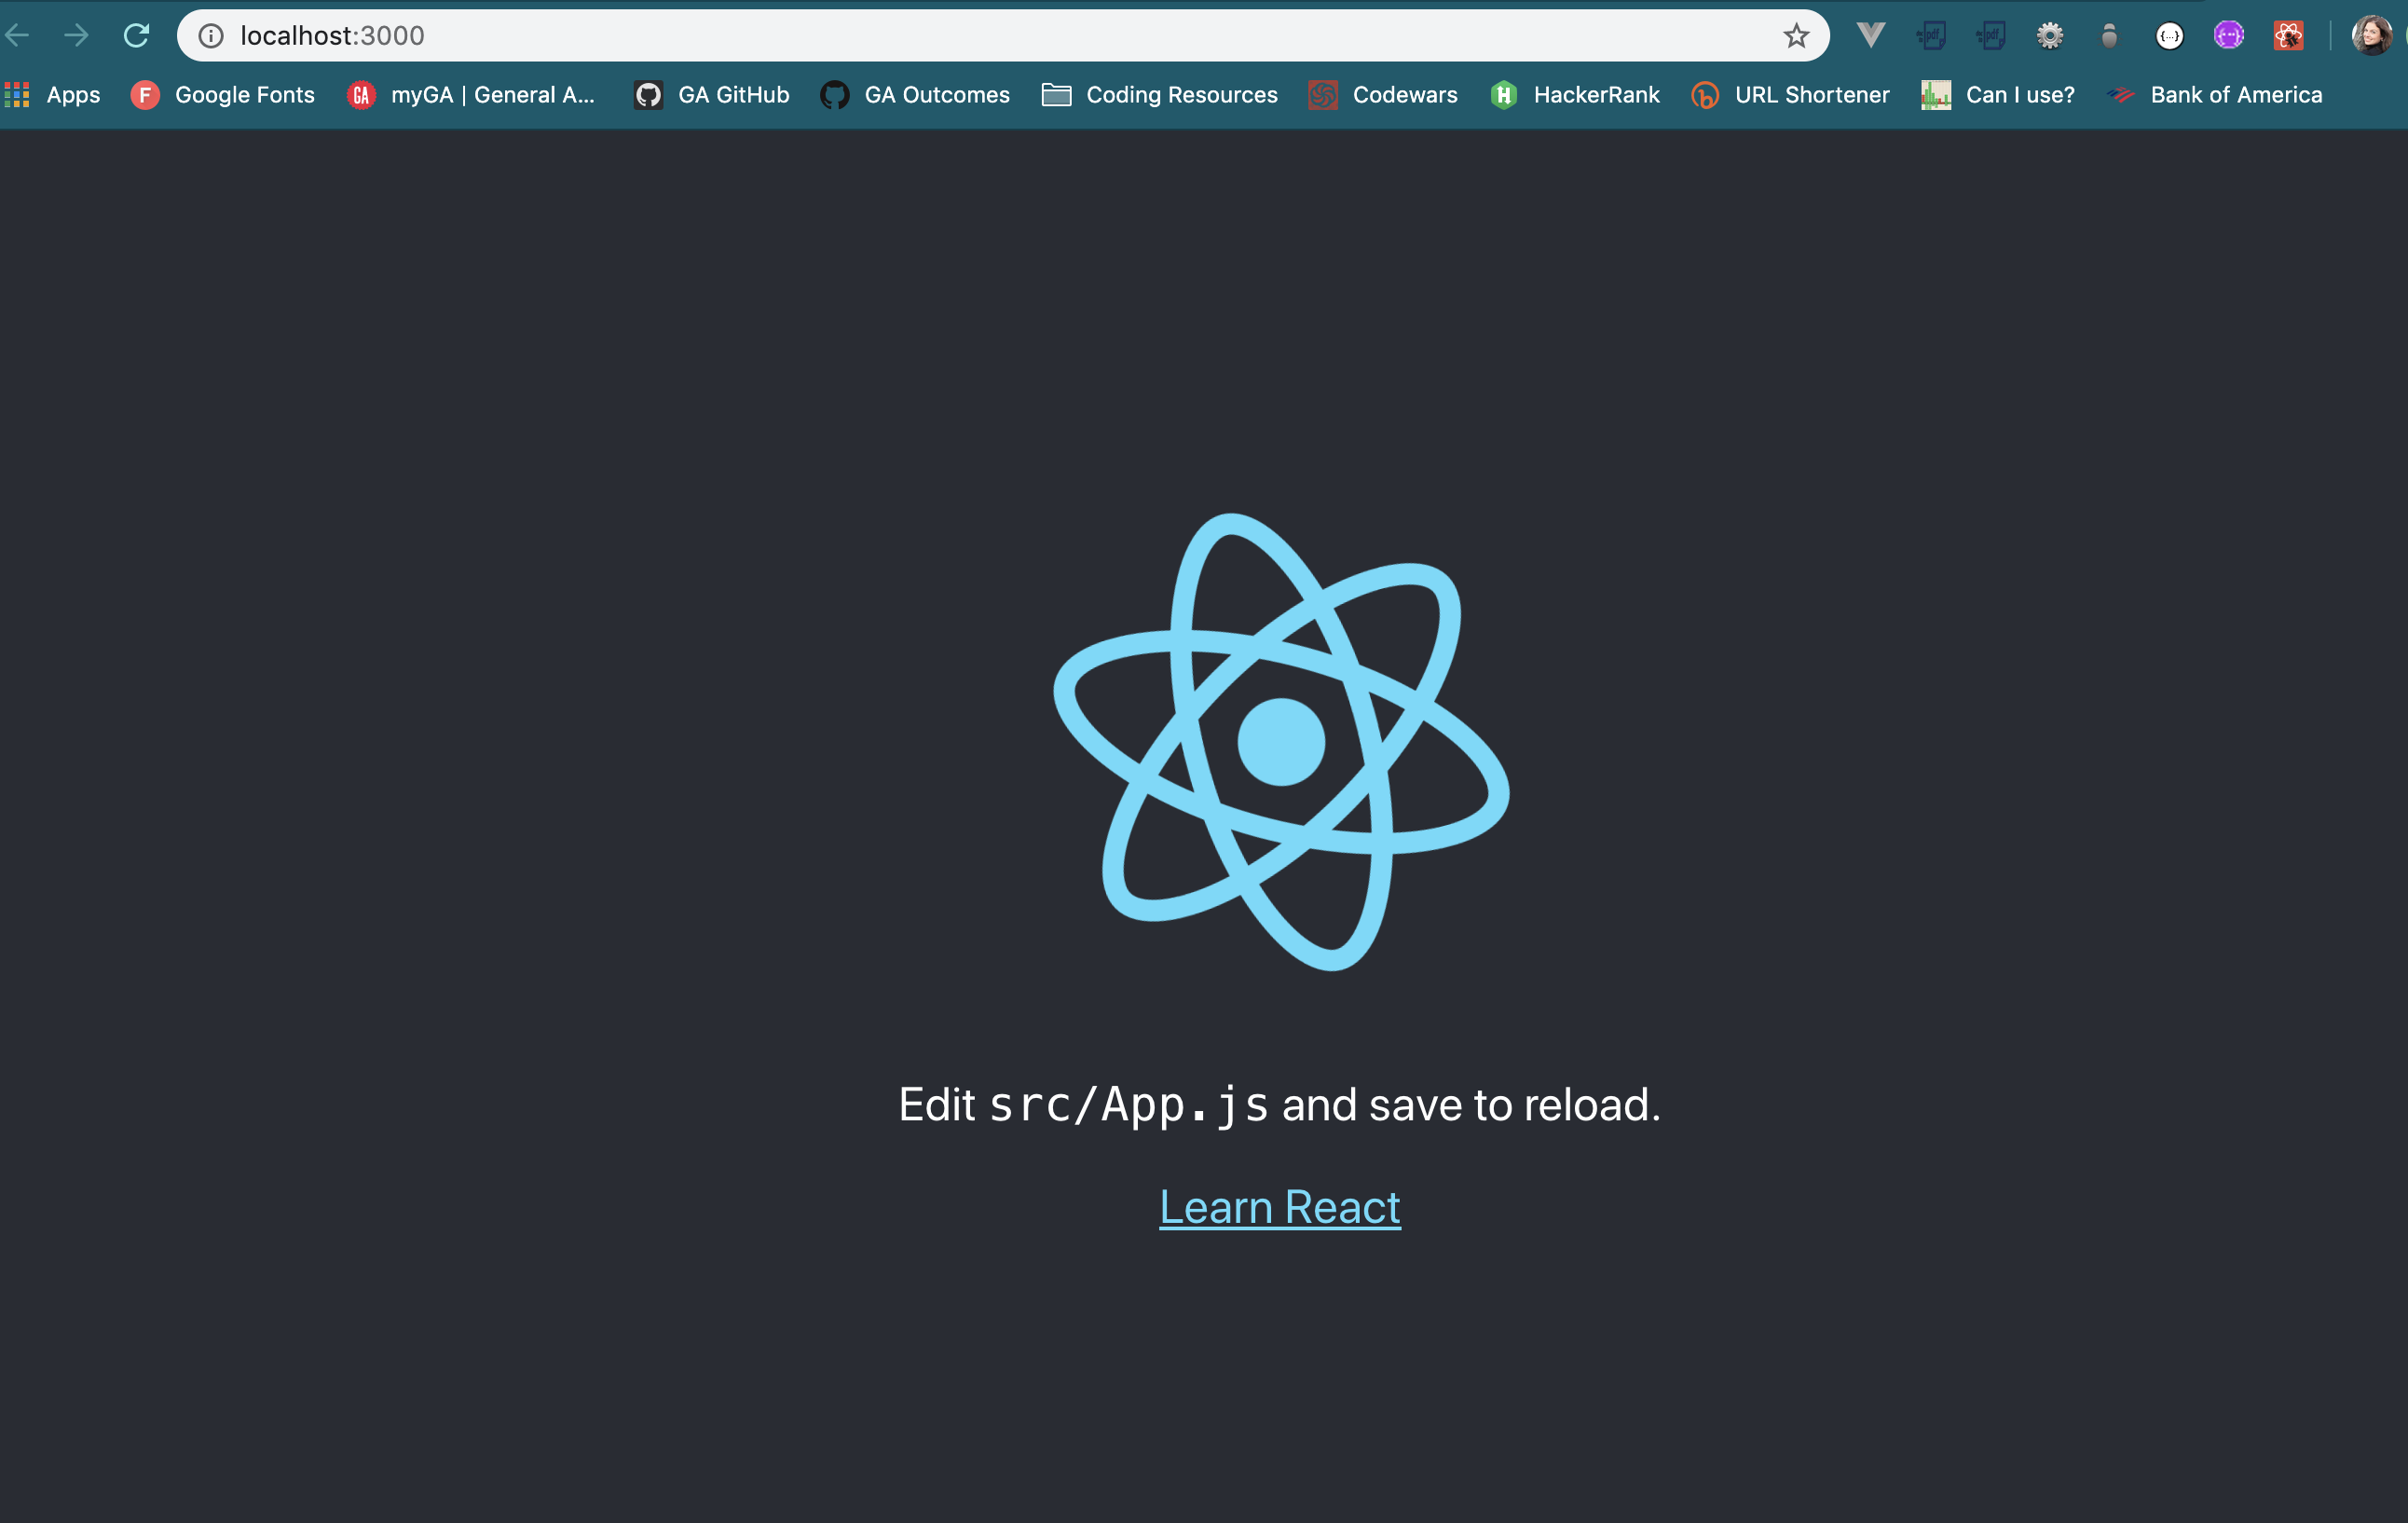 localhost:3000
Apps
F Google Fonts
GA myGA | General A...
GA GitHub
GA Outcomes
Coding Resources
Codewars
H HackerRank
b URL Shortener
Can I use?
Bank of America
Edit src/App.js and save to reload.
Learn React